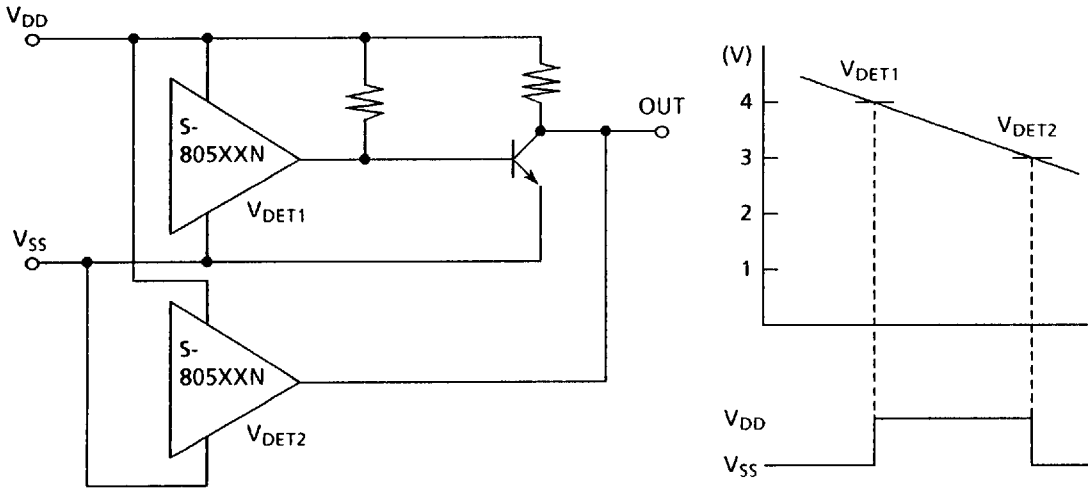 VDD
S-
805XXN
VDET1
VSS
S-
805XXN
VDET2
OUT
(V)
4
3
2
1
VDET1
VDET2
VDD
VSS